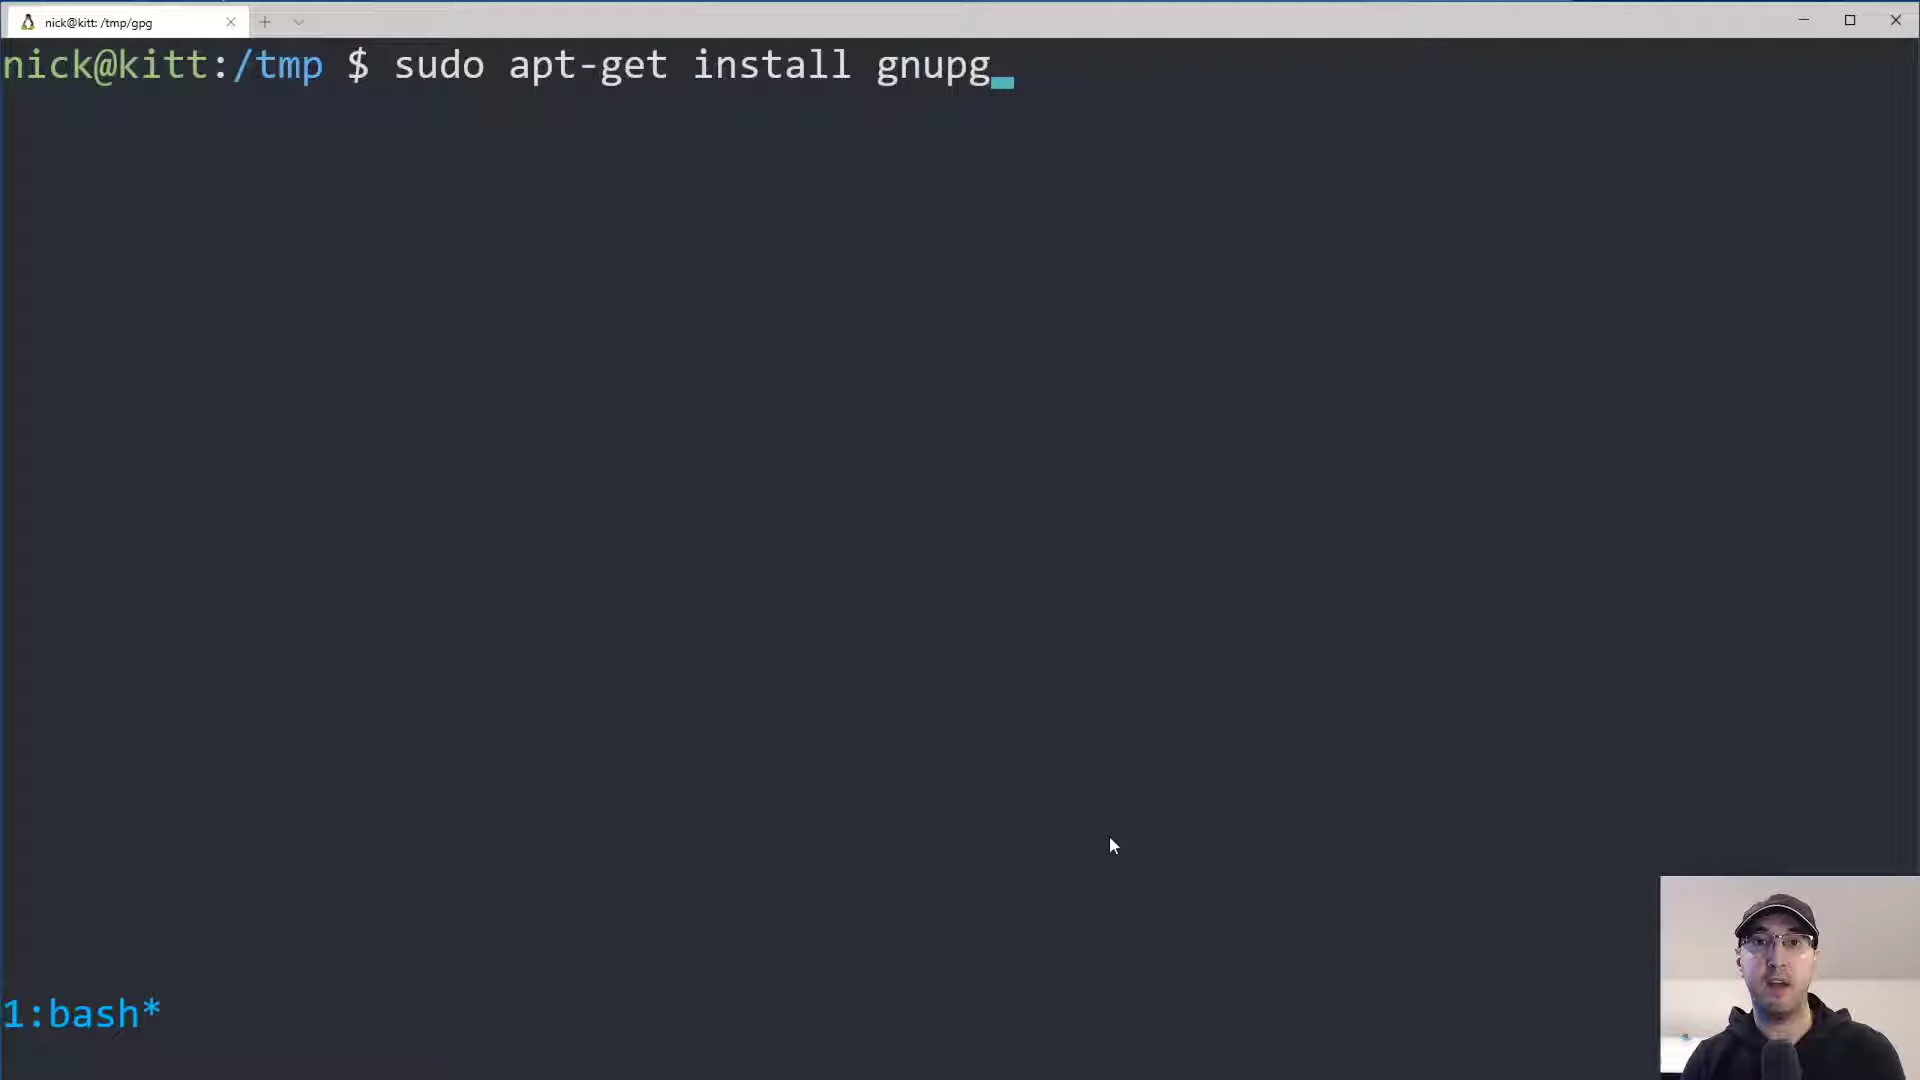 nick@kitt: /tmp/gpg
nick@kitt:/tmp $ sudo apt-get install gnupg
1:bash*